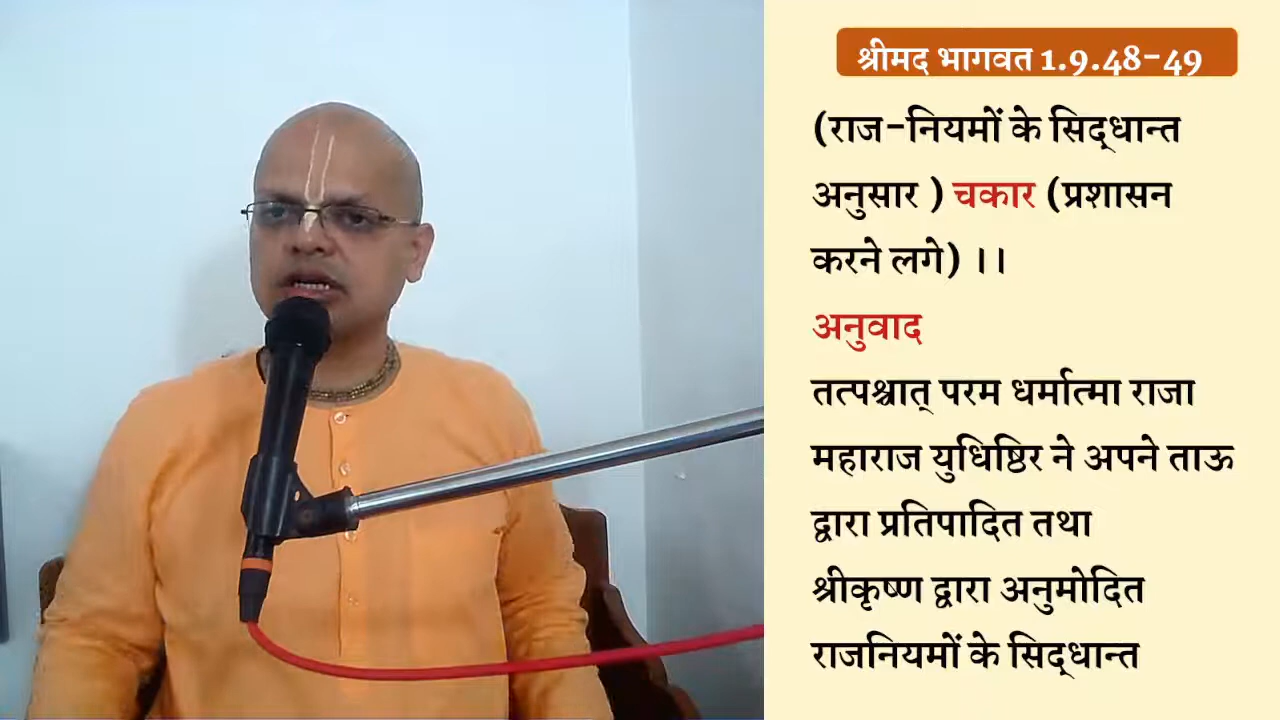 श्रीमद भागवत 1.9.48-49
(राज-नियमों के सिद्धान्त
अनुसार ) चकार (प्रशासन
करने लगे) ।।
अनुवाद
तत्पश्चात् परम धर्मात्मा राजा
महाराज युधिष्ठिर ने अपने ताऊ
द्वारा प्रतिपादित तथा
श्रीकृष्ण द्वारा अनुमोदित
राजनियमों के सिद्धान्त